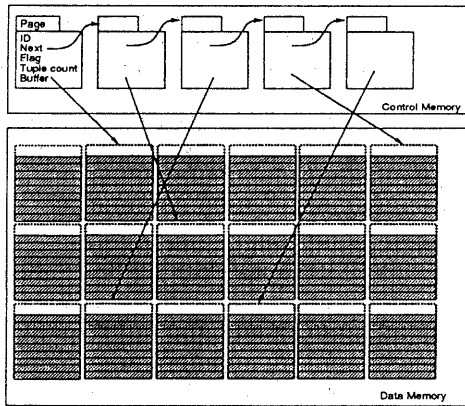 Page
ID
Next
Flag
Tuple count
Buffer
Control Memory
Data Memory